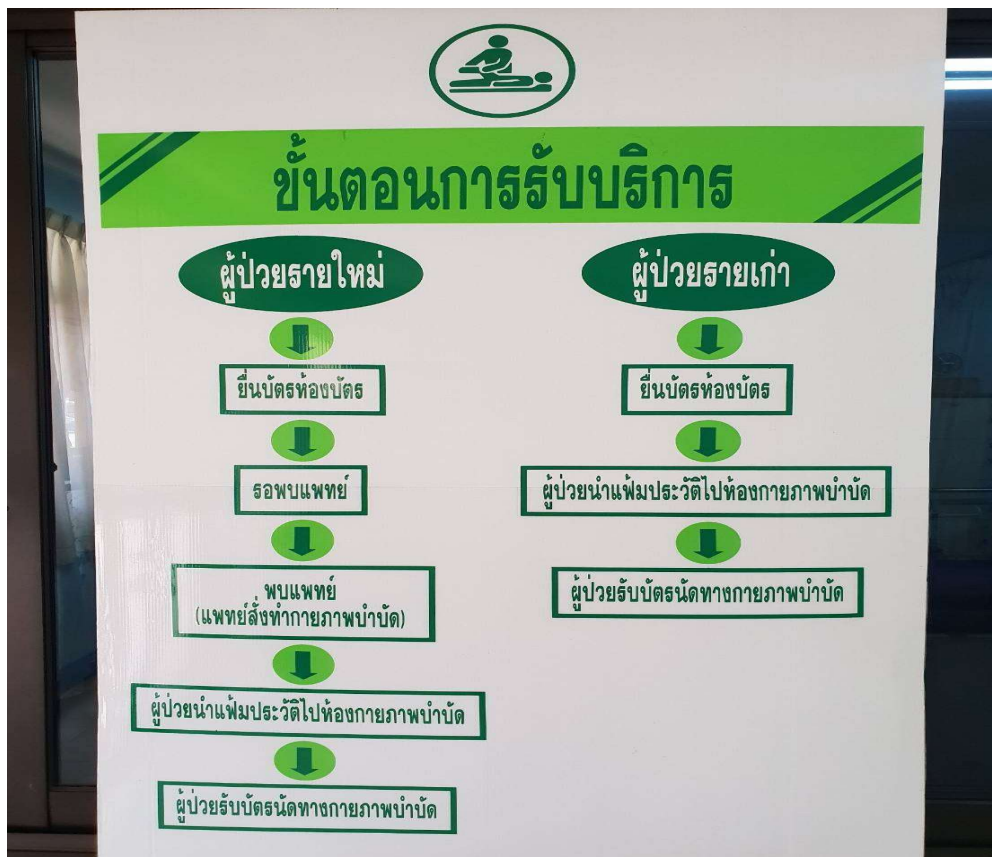 ขั้นตอนการรับบริการ
ผู้ป่วยรายใหม่
ยื่นบัตรห้องบัตร
รอพบแพทย์
พบแพทย์
(แพทย์สั่งทำกายภาพบำบัด)
ผู้ป่วยนำแฟ้มประวัติไปห้องกายภาพบำบัด
ผู้ป่วยรับบัตรนัดทางกายภาพบำบัด
ผู้ป่วยรายเก่า
ยื่นบัตรห้องบัตร
ผู้ป่วยนำแฟ้มประวัติไปห้องกายภาพบำบัด
ผู้ป่วยรับบัตรนัดทางกายภาพบำบัด